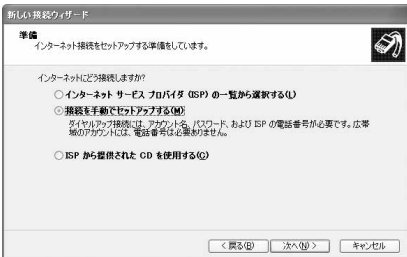 新しい接続ウィザード
準備
インターネット接続をセットアップする準備をしています。
インターネットにどう接続しますか?
インターネット サービス プロバイダ (ISP) の一覧から選択する(L)
接続を手動でセットアップする(M)
ダイヤルアップ接続には、アカウント名、パスワード、および ISP の電話番号が必要です。広帯
域のアカウントには、電話番号は必要ありません。
ISP から提供された CD を使用する(C)
< 戻る(B) 次へ(N) > キャンセル